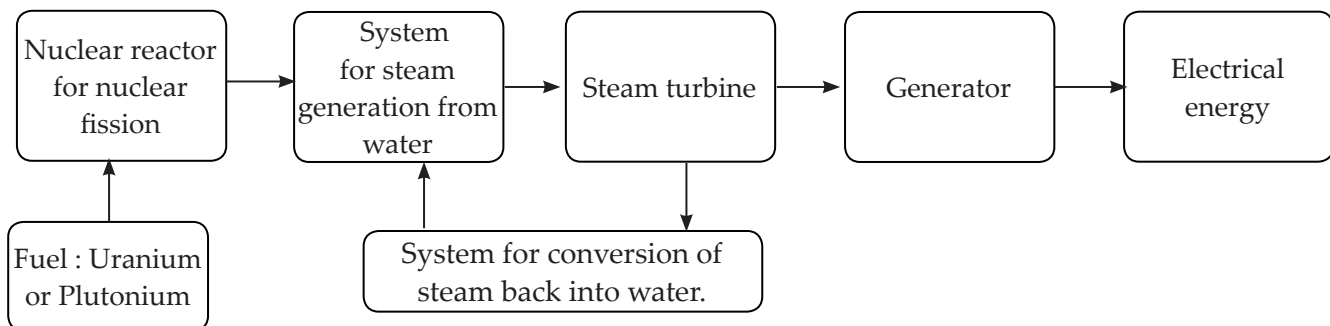 Nuclear reactor
for nuclear
fission
System
for steam
generation from
water
Steam turbine
Generator
Electrical
energy
Fuel : Uranium
or Plutonium
System for conversion of
steam back into water.